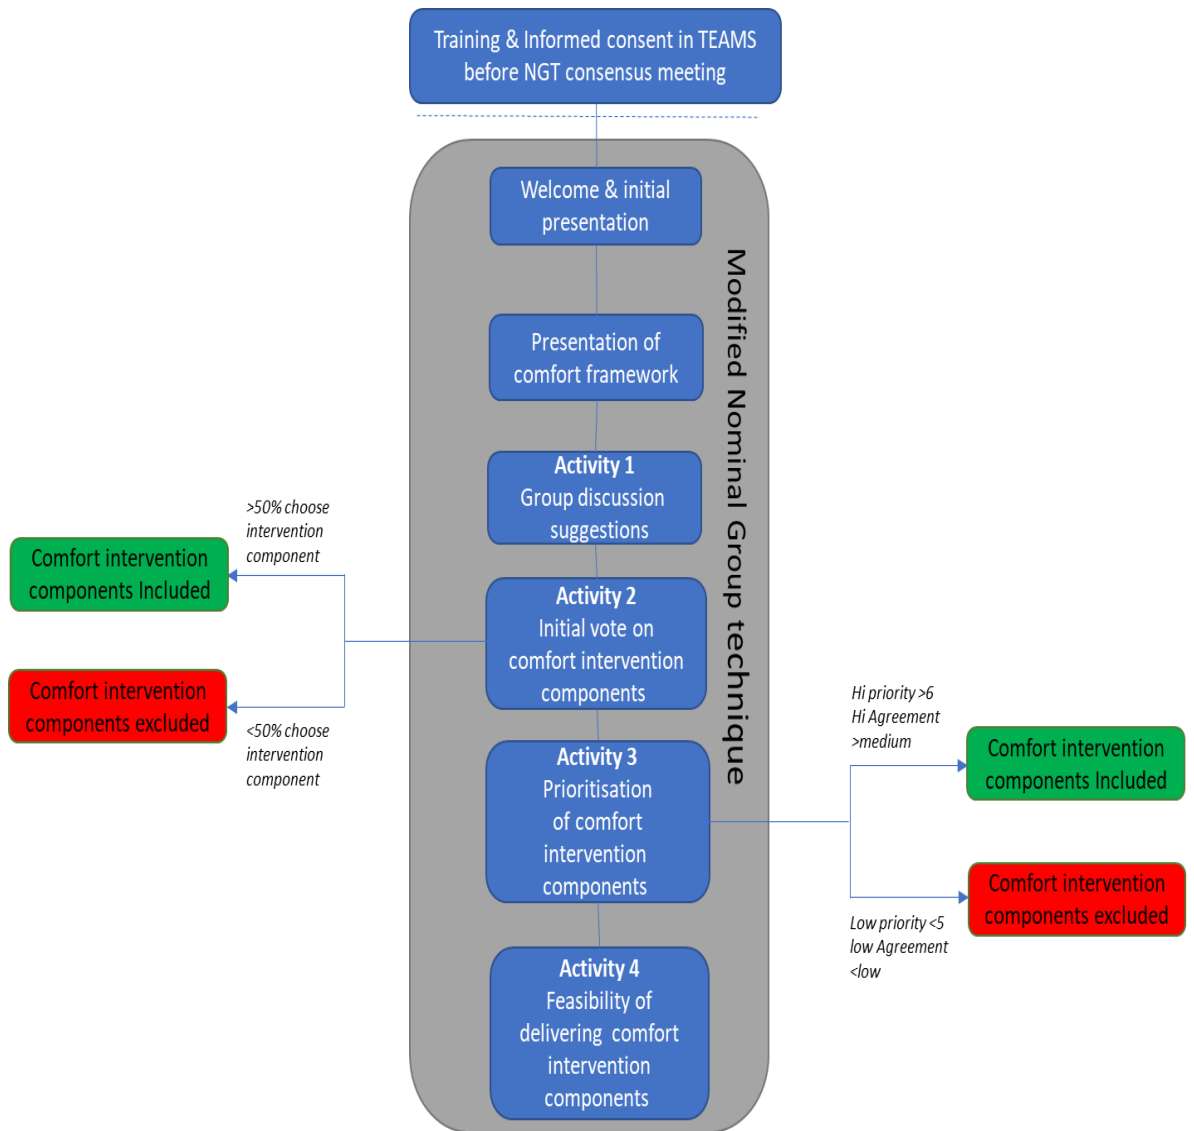 Training & Informed consent in TEAMS
before NGT consensus meeting
Welcome & initial
presentation
Presentation of
comfort framework
Modified Nominal Group technique
Activity 1
Group discussion
suggestions
>50% choose
intervention
component
Comfort intervention
components Included
Activity 2
Initial vote on
comfort intervention
components
Comfort intervention
components excluded
<50% choose
intervention
component
Activity 3
Prioritisation
of comfort
intervention
components
Hi priority >6
Hi Agreement
>medium
Comfort intervention
components Included
Comfort intervention
components excluded
Low priority <5
low Agreement
<low
Activity 4
Feasibility of
delivering comfort
intervention
components